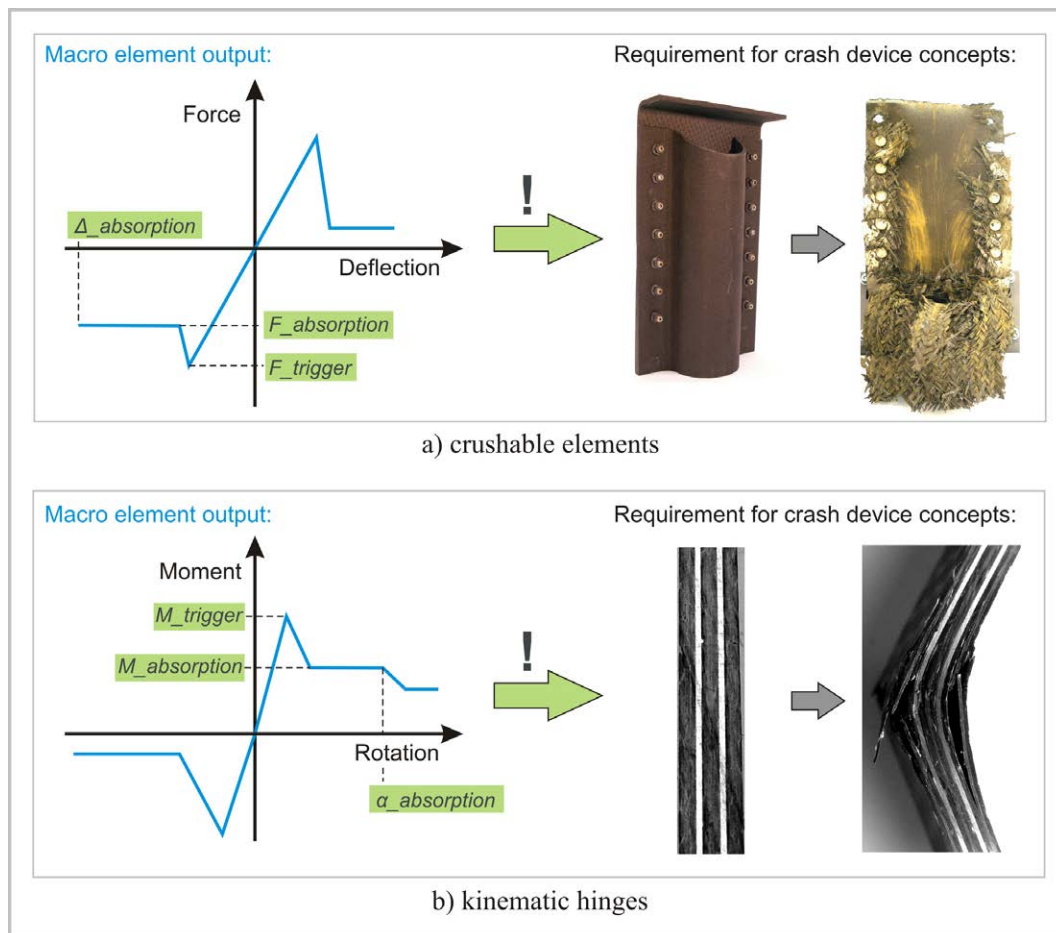 Macro element output:
Requirement for crash device concepts:
Force
!
Δ_absorption
Deflection
F_absorption
F_trigger
a) crushable elements
Macro element output:
Requirement for crash device concepts:
Moment
M_trigger
!
M_absorption
Rotation
α_absorption
b) kinematic hinges